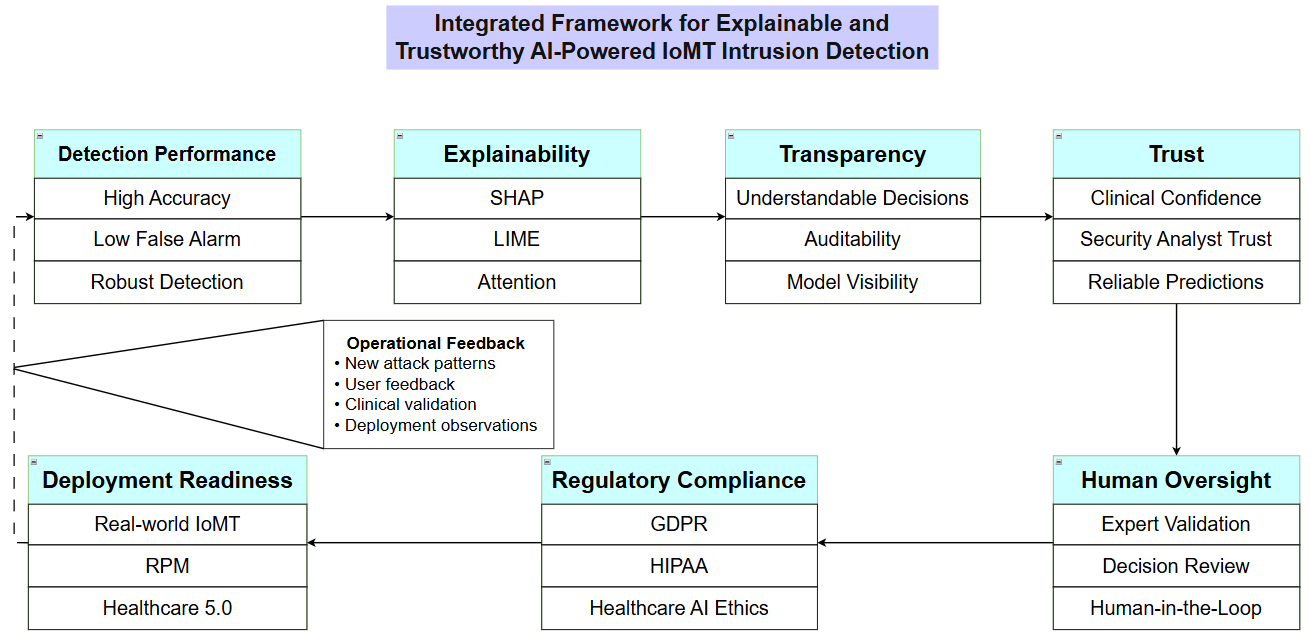 Integrated Framework for Explainable and
Trustworthy AI-Powered IoMT Intrusion Detection
Detection Performance
High Accuracy
Low False Alarm
Robust Detection
Explainability
SHAP
LIME
Attention
Transparency
Understandable Decisions
Auditability
Model Visibility
Trust
Clinical Confidence
Security Analyst Trust
Reliable Predictions
Operational Feedback
• New attack patterns
• User feedback
• Clinical validation
• Deployment observations
Deployment Readiness
Real-world IoMT
RPM
Healthcare 5.0
Regulatory Compliance
GDPR
HIPAA
Healthcare AI Ethics
Human Oversight
Expert Validation
Decision Review
Human-in-the-Loop